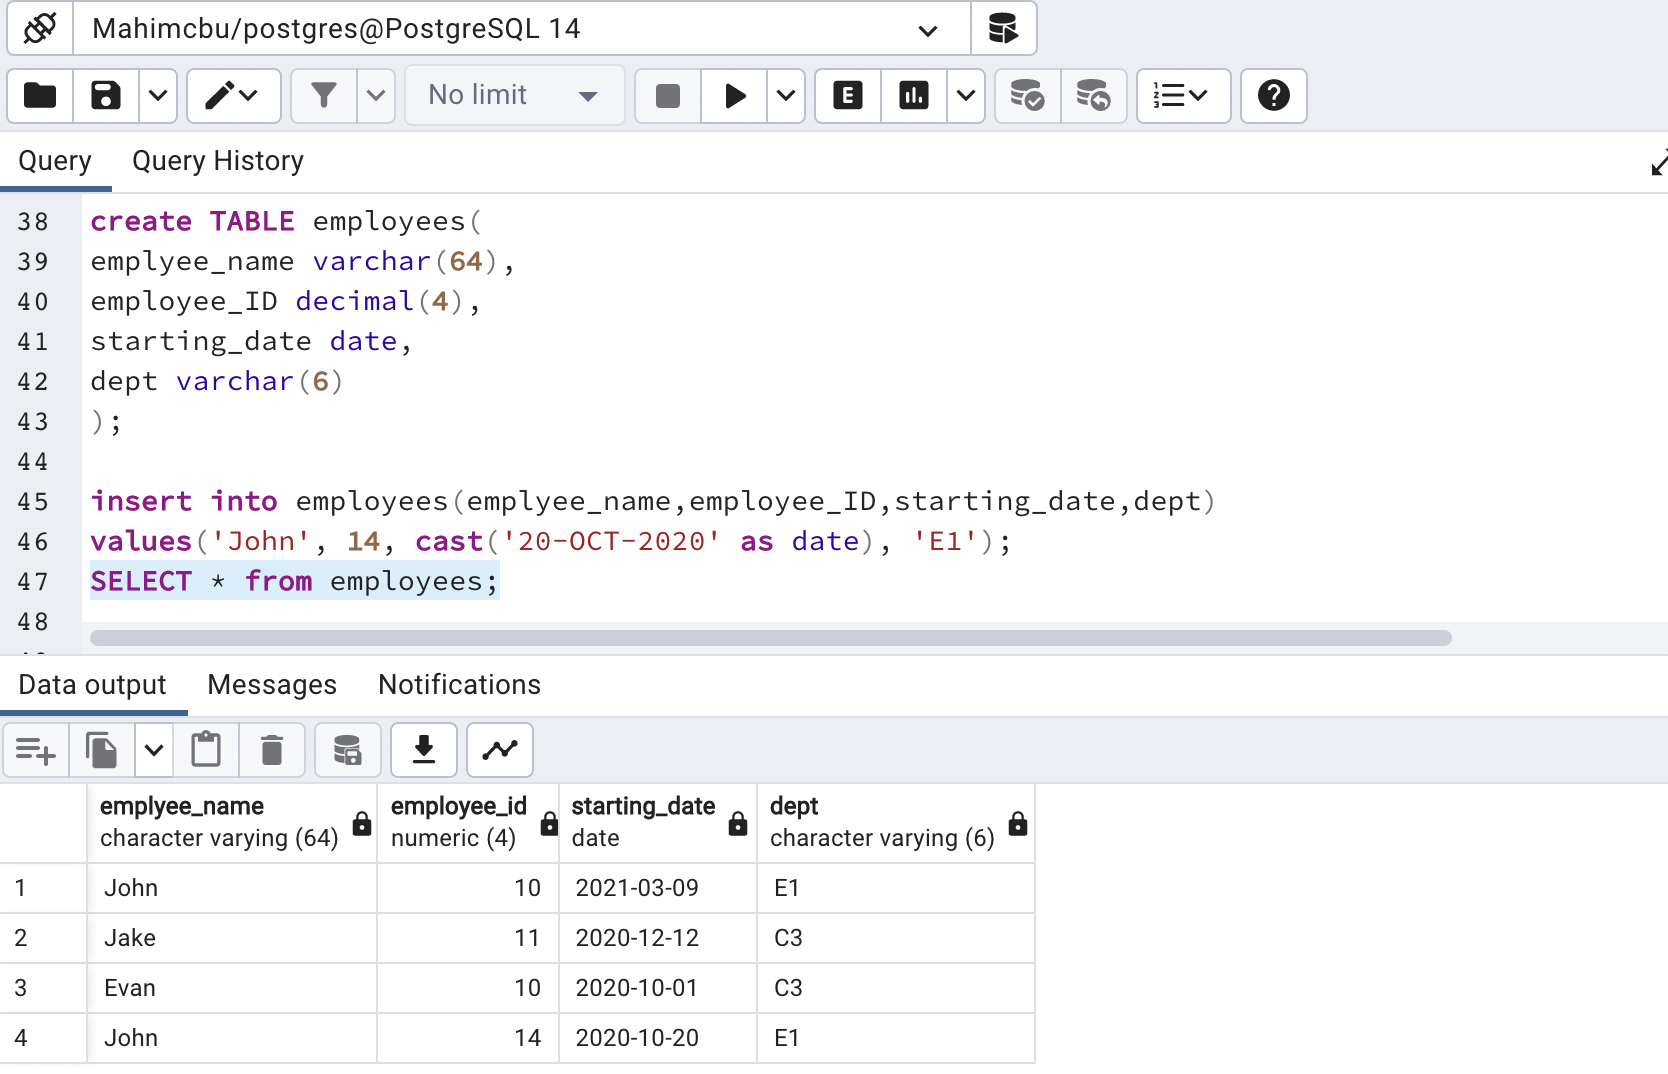 Mahimcbu/postgres@PostgreSQL 14
No limit
E
1
2
3
?
Query Query History
38 create TABLE employees(
39 emplyee_name varchar(64),
40 employee_ID decimal(4),
41 starting_date date,
42 dept varchar(6)
43 );
44
45 insert into employees(emplyee_name,employee_ID,starting_date,dept)
46 values('John', 14, cast('20-OCT-2020' as date), 'E1');
47 SELECT * from employees;
48
Data output Messages Notifications
emplyee_name employee_id starting_date dept
character varying (64) numeric (4) date character varying (6)
1 John 10 2021-03-09 E1
2 Jake 11 2020-12-12 C3
3 Evan 10 2020-10-01 C3
4 John 14 2020-10-20 E1